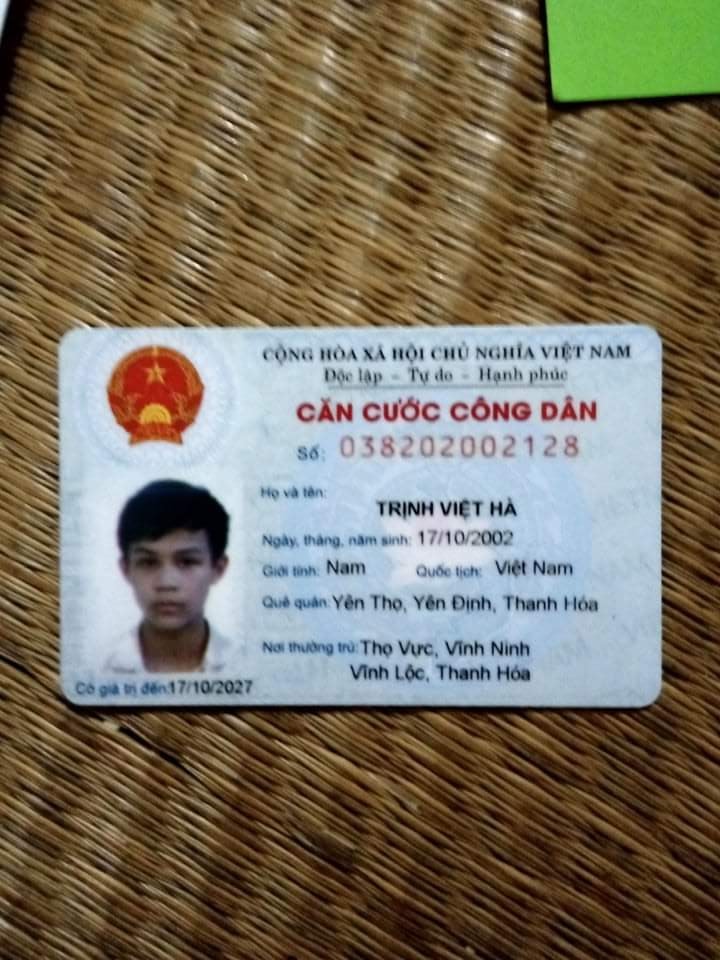 CỘNG HÒA XÃ HỘI CHỦ NGHĨA VIỆT NAM
Độc lập - Tự do - Hạnh phúc
CĂN CƯỚC CÔNG DÂN
Số: 038202002128
Họ và tên:
TRỊNH VIỆT HÀ
Ngày, tháng, năm sinh: 17/10/2002
Giới tính: Nam Quốc tịch: Việt Nam
Quê quán: Yên Thọ, Yên Định, Thanh Hóa
Nơi thường trú: Thọ Vực, Vĩnh Ninh
Vĩnh Lộc, Thanh Hóa
Có giá trị đến: 17/10/2027